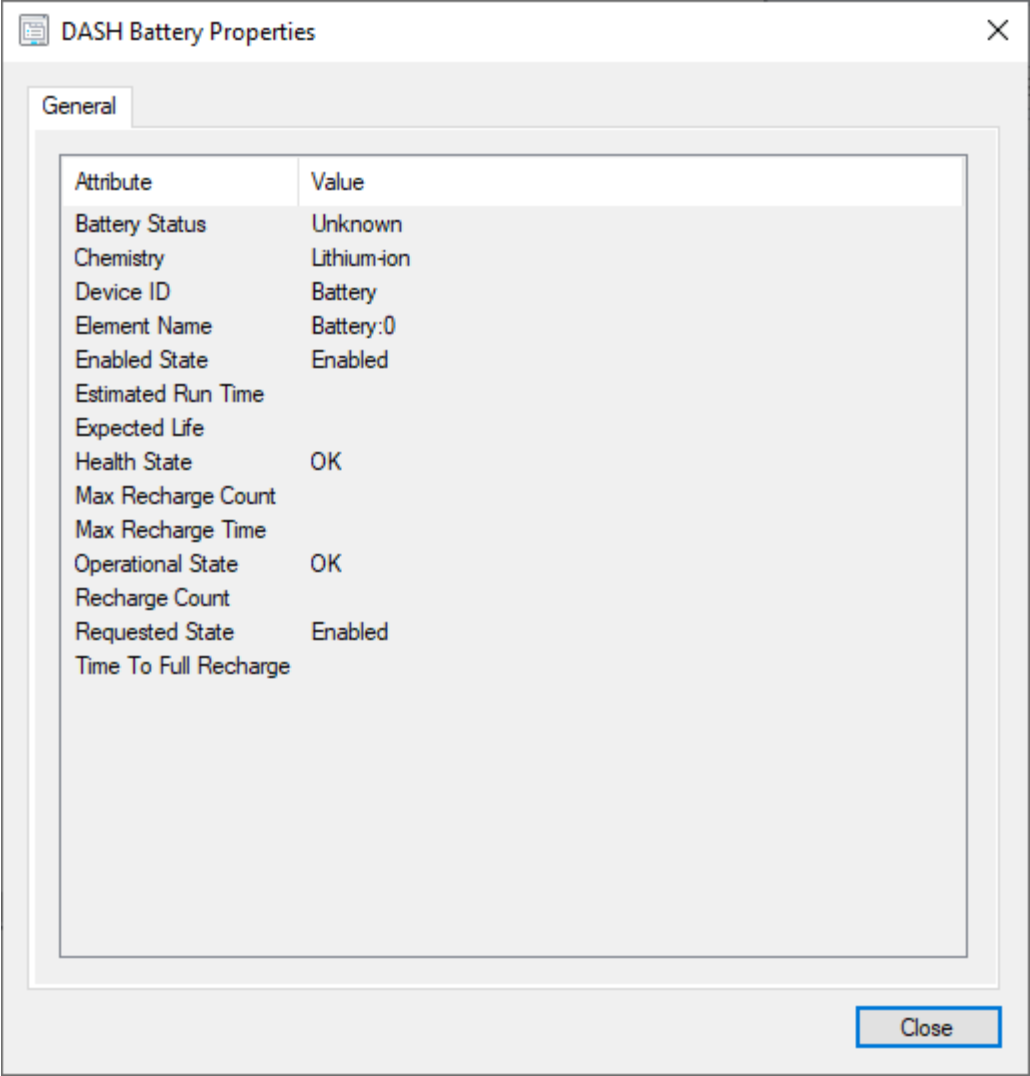 DASH Battery Properties
General
Attribute Value
Battery Status Unknown
Chemistry Lithium-ion
Device ID Battery
Element Name Battery:0
Enabled State Enabled
Estimated Run Time
Expected Life
Health State OK
Max Recharge Count
Max Recharge Time
Operational State OK
Recharge Count
Requested State Enabled
Time To Full Recharge
Close